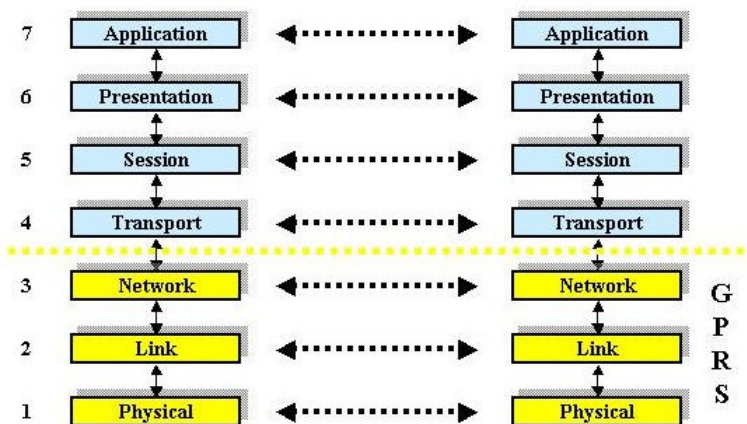 7 Application Application
6 Presentation Presentation
5 Session Session
4 Transport Transport
3 Network Network
2 Link Link
1 Physical Physical
G
P
R
S